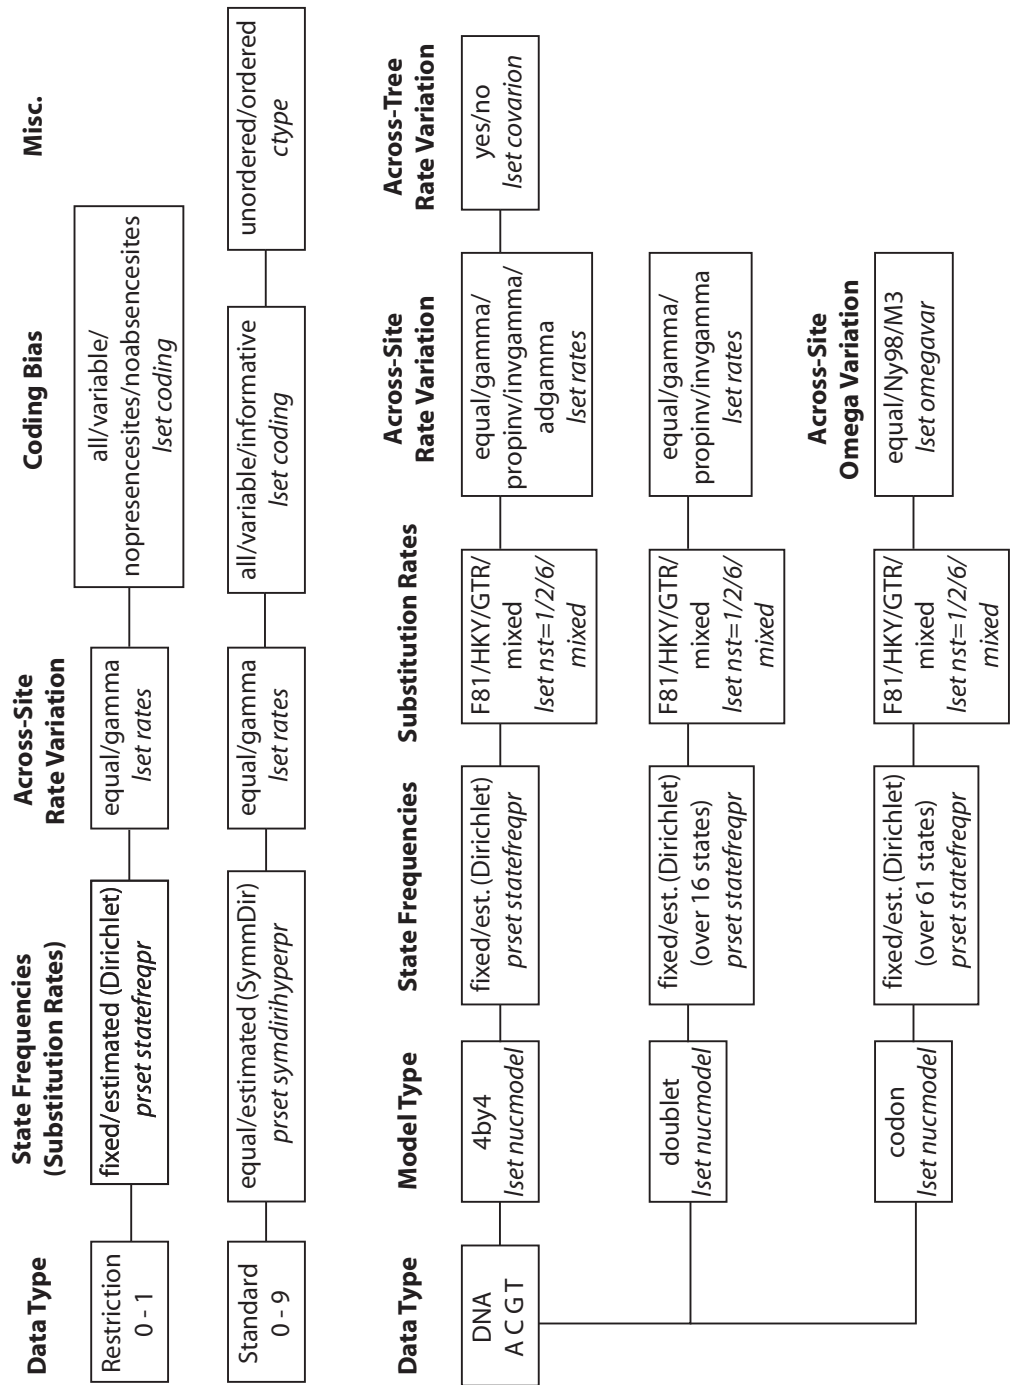 Data Type
State Frequencies
(Substitution Rates)
Across-Site
Rate Variation
Coding Bias
Misc.
Restriction
0 - 1
fixed/estimated (Dirichlet)
prset statefreqpr
equal/gamma
lset rates
all/variable/
nopresencesites/noabsencesites
lset coding
Standard
0 - 9
equal/estimated (SymmDir)
prset symdirihyperpr
equal/gamma
lset rates
all/variable/informative
lset coding
unordered/ordered
ctype
Data Type
Model Type
State Frequencies
Substitution Rates
Across-Site
Rate Variation
Across-Tree
Rate Variation
DNA
A C G T
4by4
lset nucmodel
fixed/est. (Dirichlet)
prset statefreqpr
F81/HKY/GTR/
mixed
lset nst=1/2/6/
mixed
equal/gamma/
propinv/invgamma/
adgamma
lset rates
yes/no
lset covarion
doublet
lset nucmodel
fixed/est. (Dirichlet)
(over 16 states)
prset statefreqpr
F81/HKY/GTR/
mixed
lset nst=1/2/6/
mixed
equal/gamma/
propinv/invgamma
lset rates
Across-Site
Omega Variation
codon
lset nucmodel
fixed/est. (Dirichlet)
(over 61 states)
prset statefreqpr
F81/HKY/GTR/
mixed
lset nst=1/2/6/
mixed
equal/Ny98/M3
lset omegavar